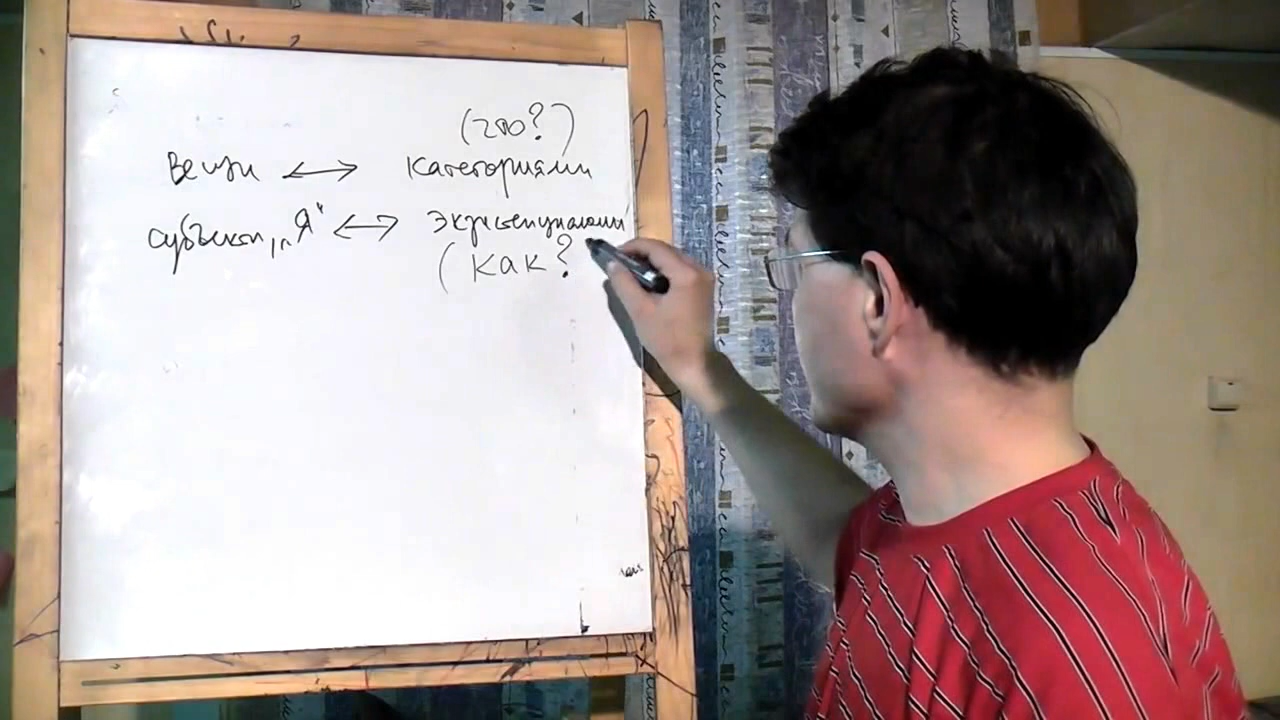 (что?)
Вещи ⟷ категориями
субъект, „Я“ ⟷ экзистенциалами
(как?